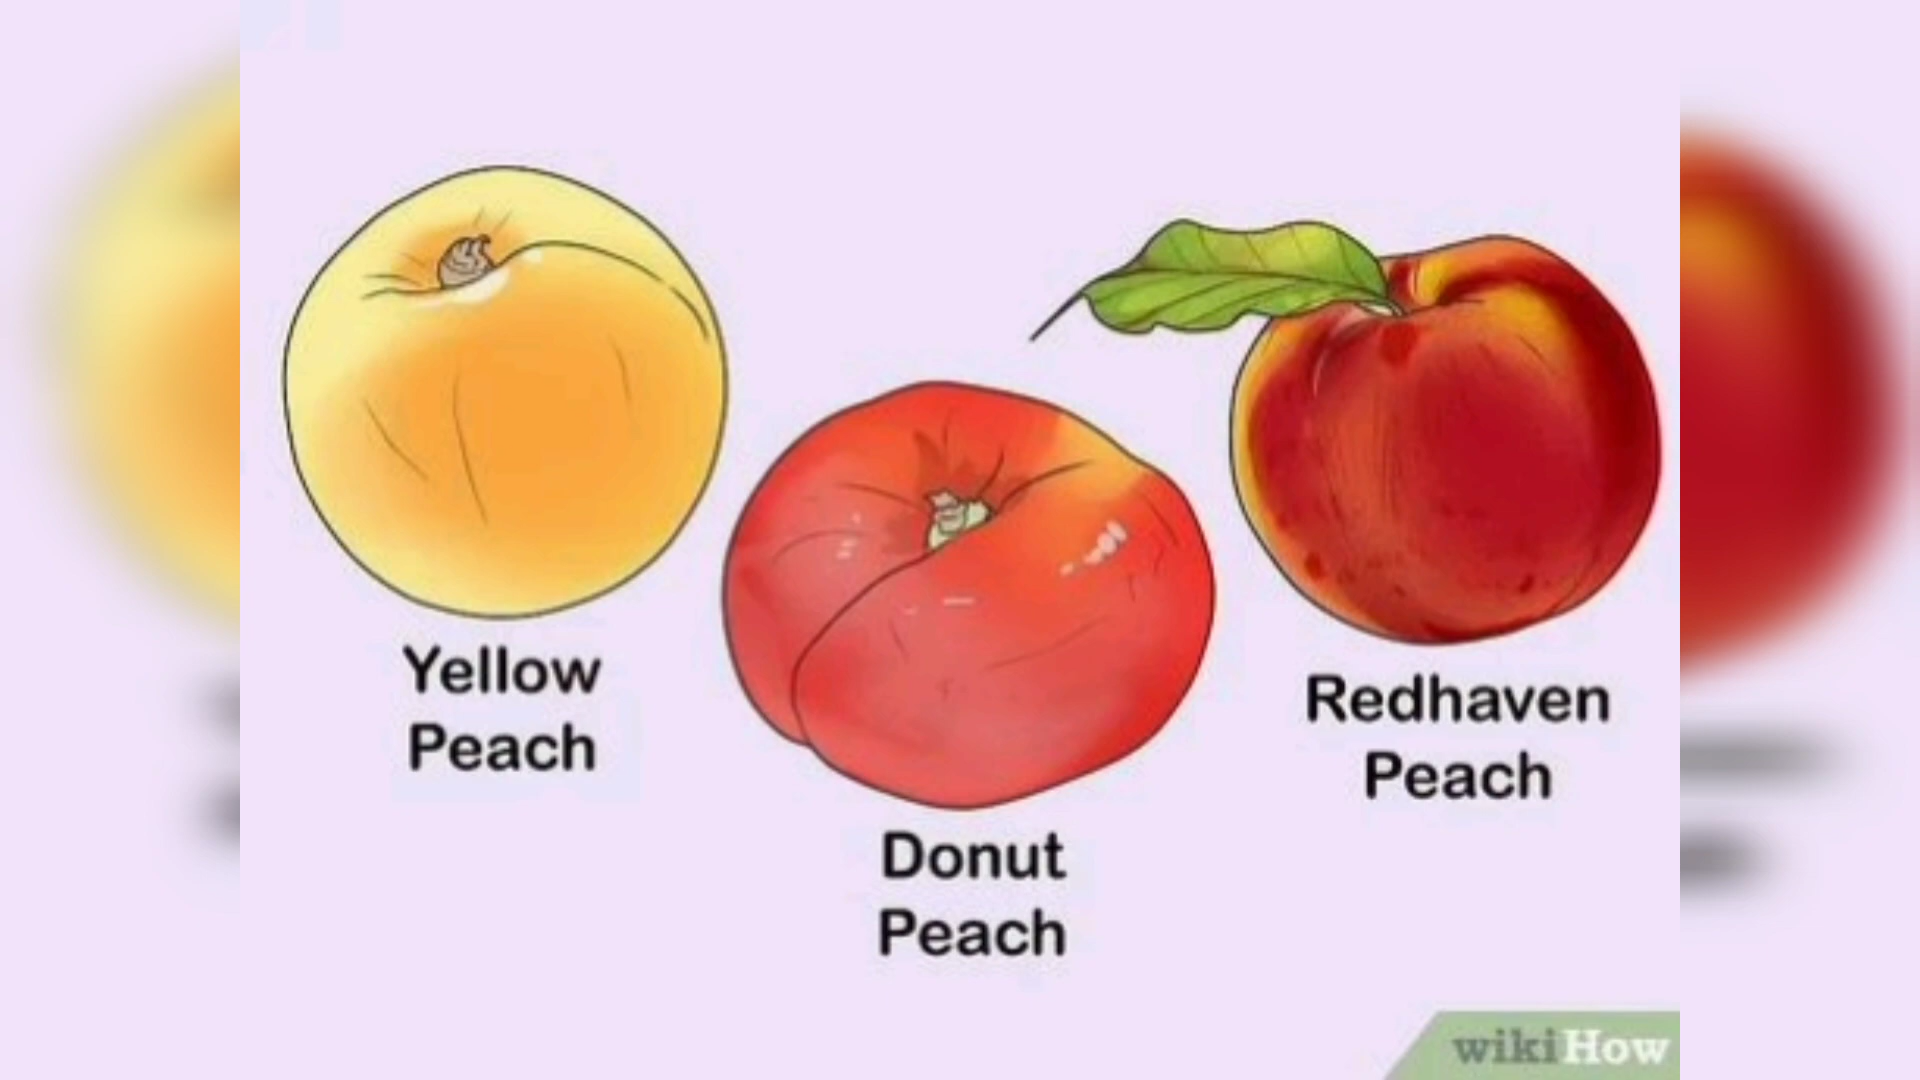 Yellow
Peach
Donut
Peach
Redhaven
Peach
wikiHow